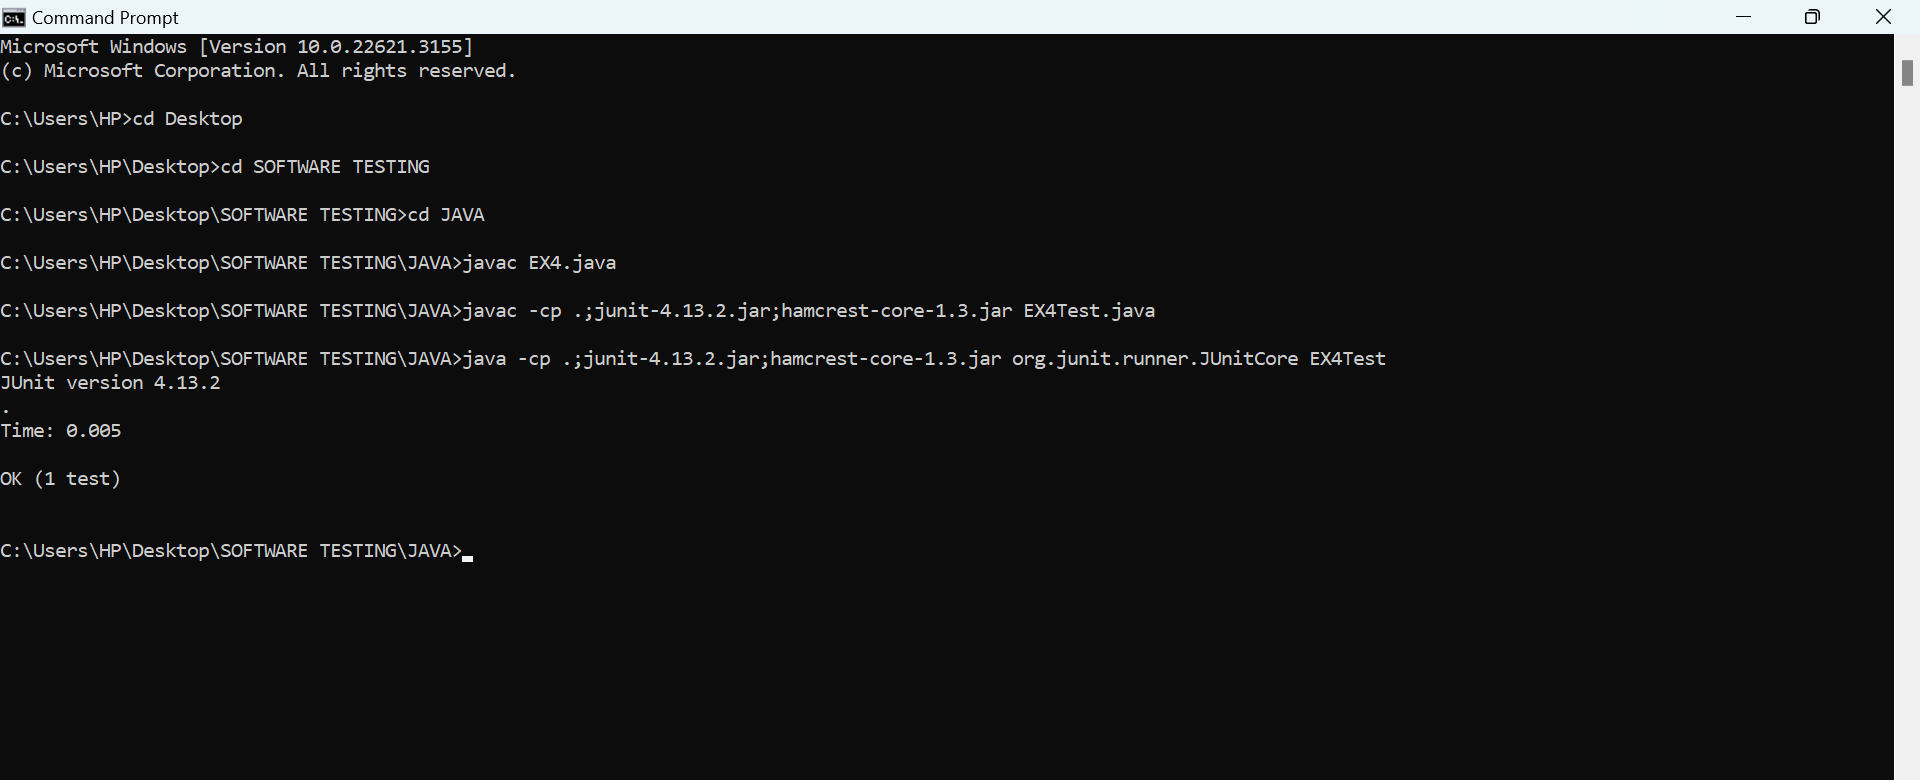 Command Prompt
Microsoft Windows [Version 10.0.22621.3155]
(c) Microsoft Corporation. All rights reserved.
C:\Users\HP>cd Desktop
C:\Users\HP\Desktop>cd SOFTWARE TESTING
C:\Users\HP\Desktop\SOFTWARE TESTING>cd JAVA
C:\Users\HP\Desktop\SOFTWARE TESTING\JAVA>javac EX4.java
C:\Users\HP\Desktop\SOFTWARE TESTING\JAVA>javac -cp .;junit-4.13.2.jar;hamcrest-core-1.3.jar EX4Test.java
C:\Users\HP\Desktop\SOFTWARE TESTING\JAVA>java -cp .;junit-4.13.2.jar;hamcrest-core-1.3.jar org.junit.runner.JUnitCore EX4Test
JUnit version 4.13.2
.
Time: 0.005
OK (1 test)
C:\Users\HP\Desktop\SOFTWARE TESTING\JAVA>